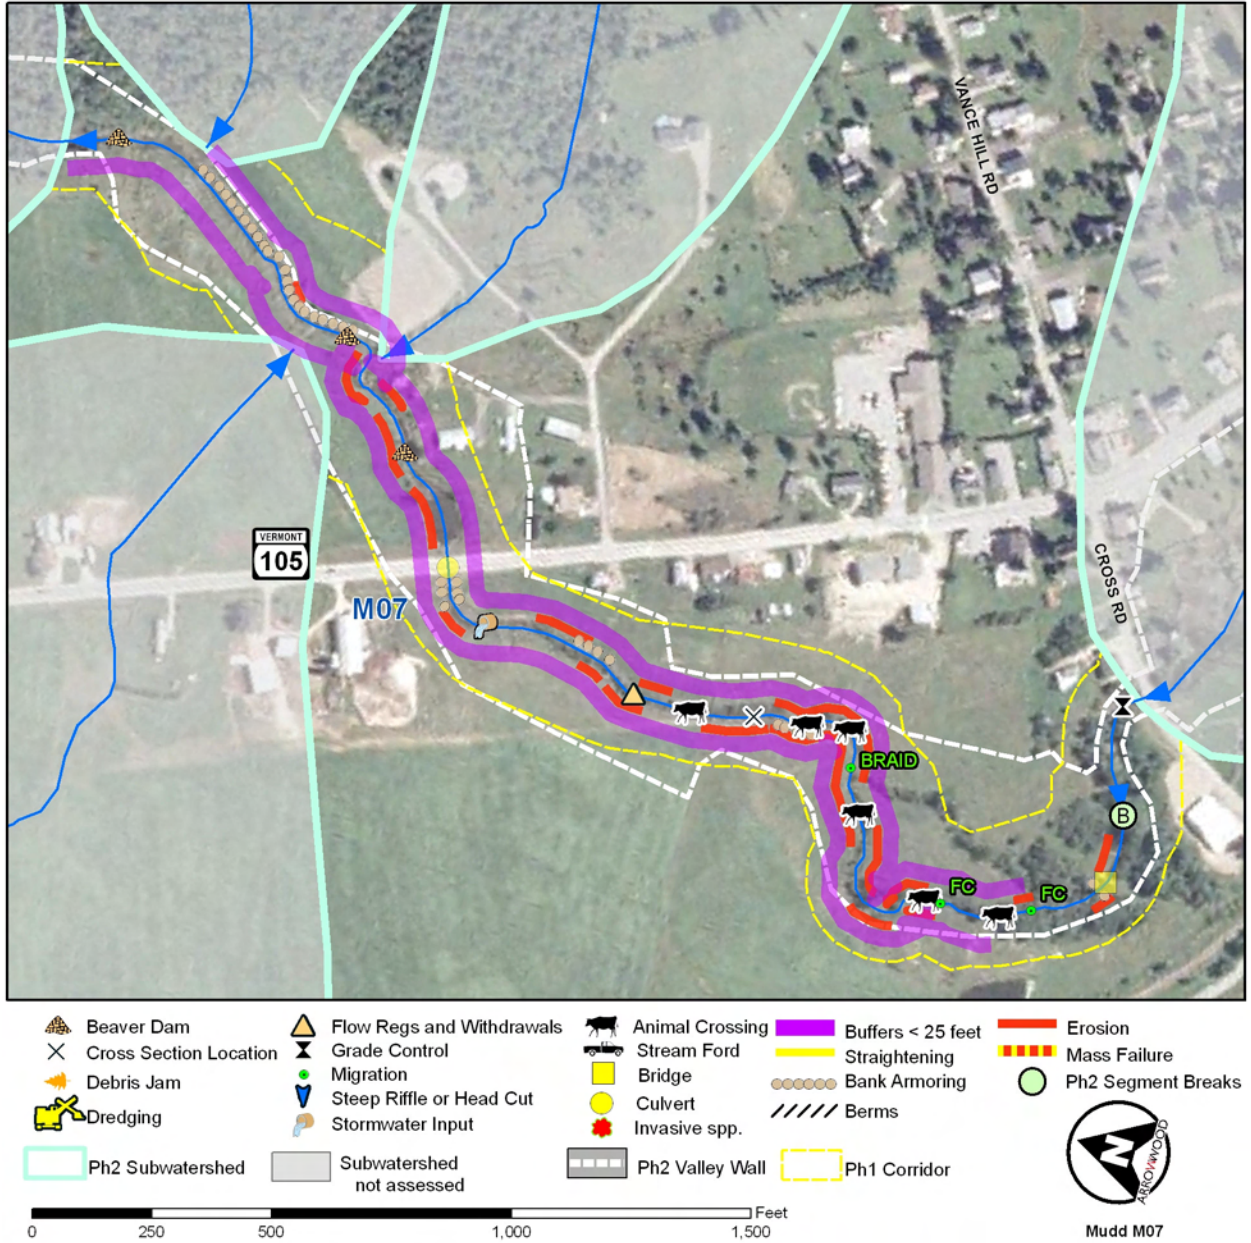 VANCE HILL RD
VERMONT
105
M07
CROSS RD
BRAID
B
FC
FC
Beaver Dam
Cross Section Location
Debris Jam
Dredging
Flow Regs and Withdrawals
Grade Control
Migration
Steep Riffle or Head Cut
Stormwater Input
Animal Crossing
Stream Ford
Bridge
Culvert
Invasive spp.
Buffers < 25 feet
Straightening
Bank Armoring
Berms
Erosion
Mass Failure
Ph2 Segment Breaks
Ph2 Subwatershed
Subwatershed
not assessed
Ph2 Valley Wall
Ph1 Corridor
N
ARROWWOOD
Feet
0 250 500 1,000 1,500
Mudd M07